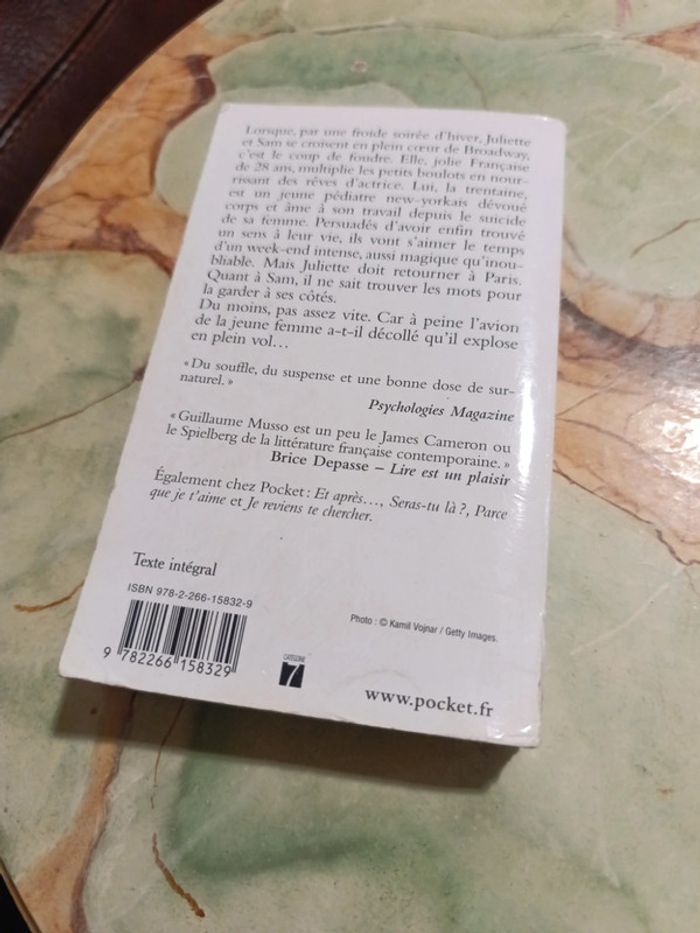 Lorsque, par une froide soirée d'hiver, Juliette
et Sam se croisent en plein cœur de Broadway,
c'est le coup de foudre. Elle, jolie Française
de 28 ans, multiplie les petits boulots en nour-
rissant des rêves d'actrice. Lui, la trentaine,
est un jeune pédiatre new-yorkais dévoué
corps et âme à son travail depuis le suicide
de sa femme. Persuadés d'avoir enfin trouvé
un sens à leur vie, ils vont s'aimer le temps
d'un week-end intense, aussi magique qu'inou-
bliable. Mais Juliette doit retourner à Paris.
Quant à Sam, il ne sait trouver les mots pour
la garder à ses côtés.
Du moins, pas assez vite. Car à peine l'avion
de la jeune femme a-t-il décollé qu'il explose
en plein vol…
« Du souffle, du suspense et une bonne dose de sur-
naturel. »
Psychologies Magazine
« Guillaume Musso est un peu le James Cameron ou
le Spielberg de la littérature française contemporaine. »
Brice Depasse – Lire est un plaisir
Également chez Pocket : Et après…, Seras-tu là ?, Parce
que je t'aime et Je reviens te chercher.
Texte intégral
ISBN 978-2-266-15832-9
Photo : © Kamil Vojnar / Getty Images.
9 782266 158329
CATÉGORIE
7
www.pocket.fr